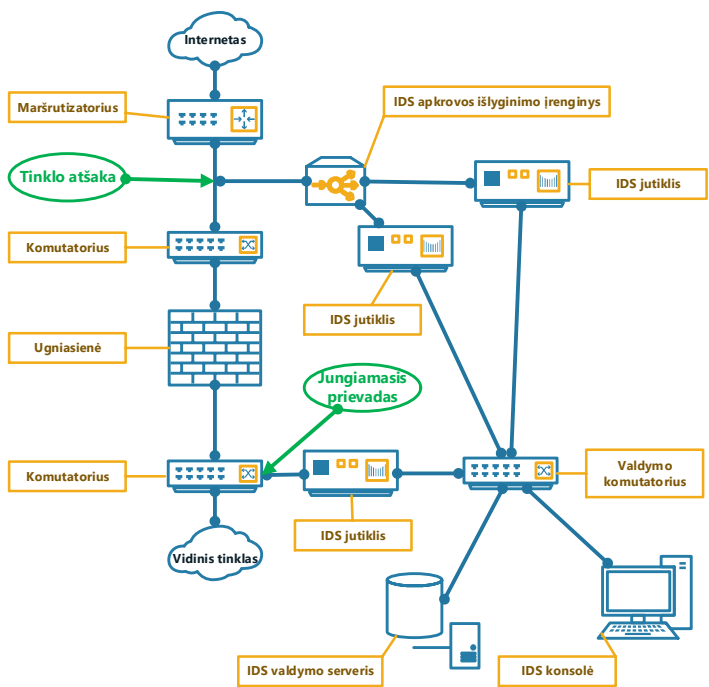 Internetas
Maršrutizatorius
IDS apkrovos išlyginimo įrenginys
Tinklo atšaka
IDS jutiklis
Komutatorius
IDS jutiklis
Ugniasienė
Jungiamasis
prievadas
Komutatorius
Valdymo
komutatorius
IDS jutiklis
Vidinis tinklas
IDS valdymo serveris
IDS konsolė